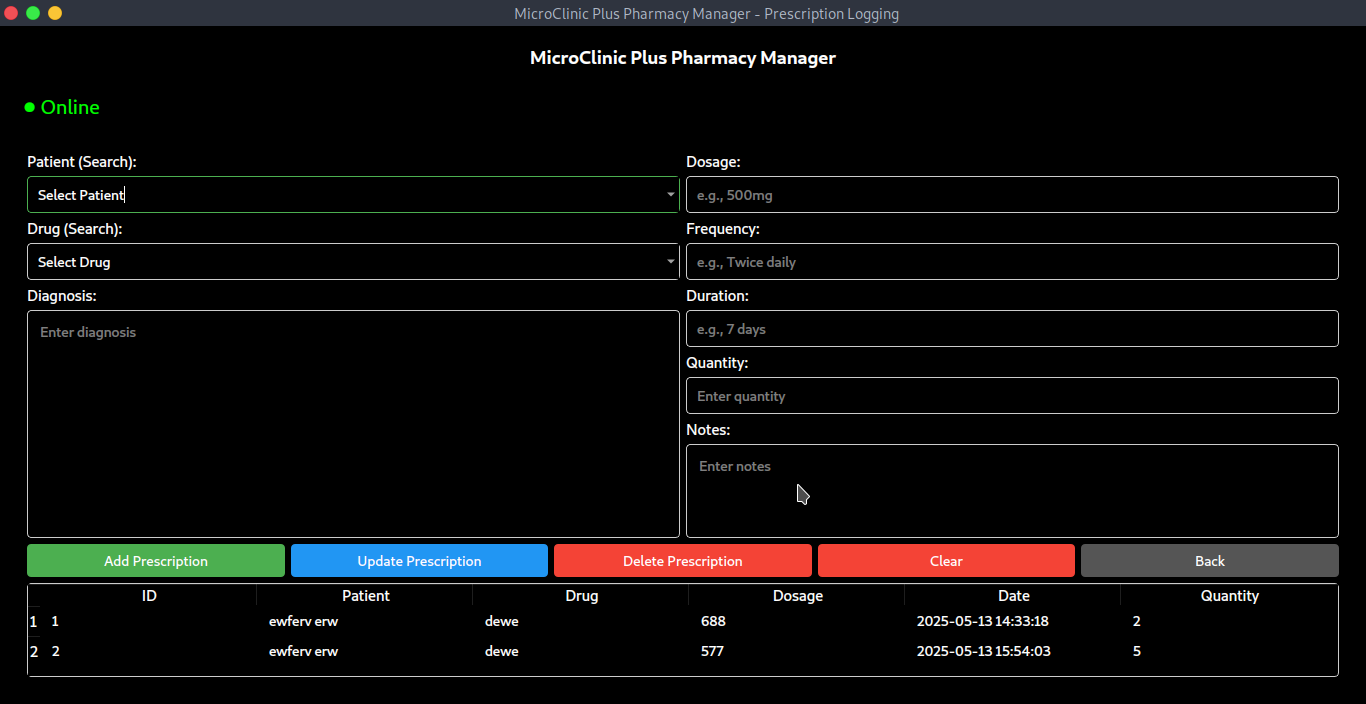 MicroClinic Plus Pharmacy Manager - Prescription Logging
MicroClinic Plus Pharmacy Manager
Online
Patient (Search):
Select Patient
Drug (Search):
Select Drug
Diagnosis:
Enter diagnosis
Dosage:
e.g., 500mg
Frequency:
e.g., Twice daily
Duration:
e.g., 7 days
Quantity:
Enter quantity
Notes:
Enter notes
Add Prescription Update Prescription Delete Prescription Clear Back
ID Patient Drug Dosage Date Quantity
1 1 ewferv erw dewe 688 2025-05-13 14:33:18 2
2 2 ewferv erw dewe 577 2025-05-13 15:54:03 5